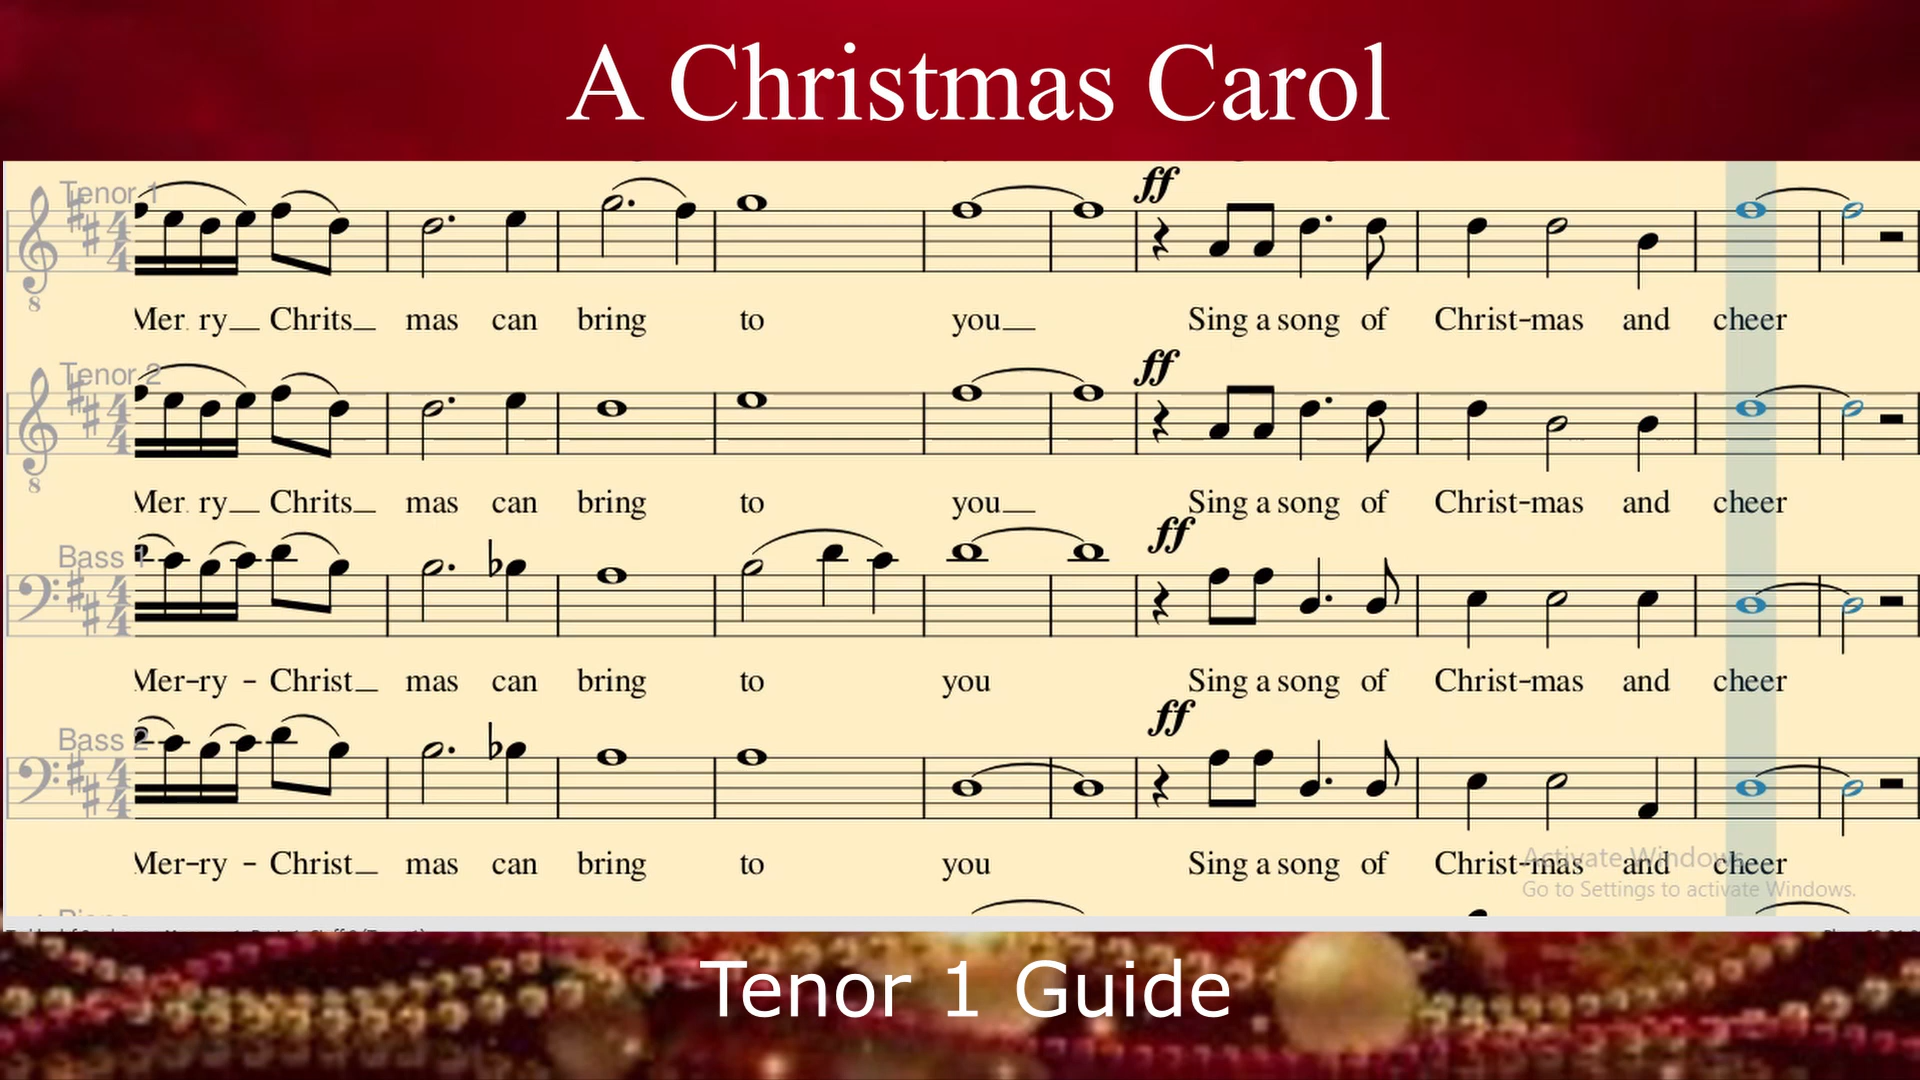 A Christmas Carol
ff
Tenor 1
Mer ry Chrits mas can bring to you Sing a song of Christ-mas and cheer
ff
Tenor 2
Mer ry Chrits mas can bring to you Sing a song of Christ-mas and cheer
ff
Bass 1
Mer-ry - Christ mas can bring to you Sing a song of Christ-mas and cheer
ff
Bass 2
Mer-ry - Christ mas can bring to you Sing a song of Christ-mas and cheer
Activate Windows
Go to Settings to activate Windows.
Tenor 1 Guide